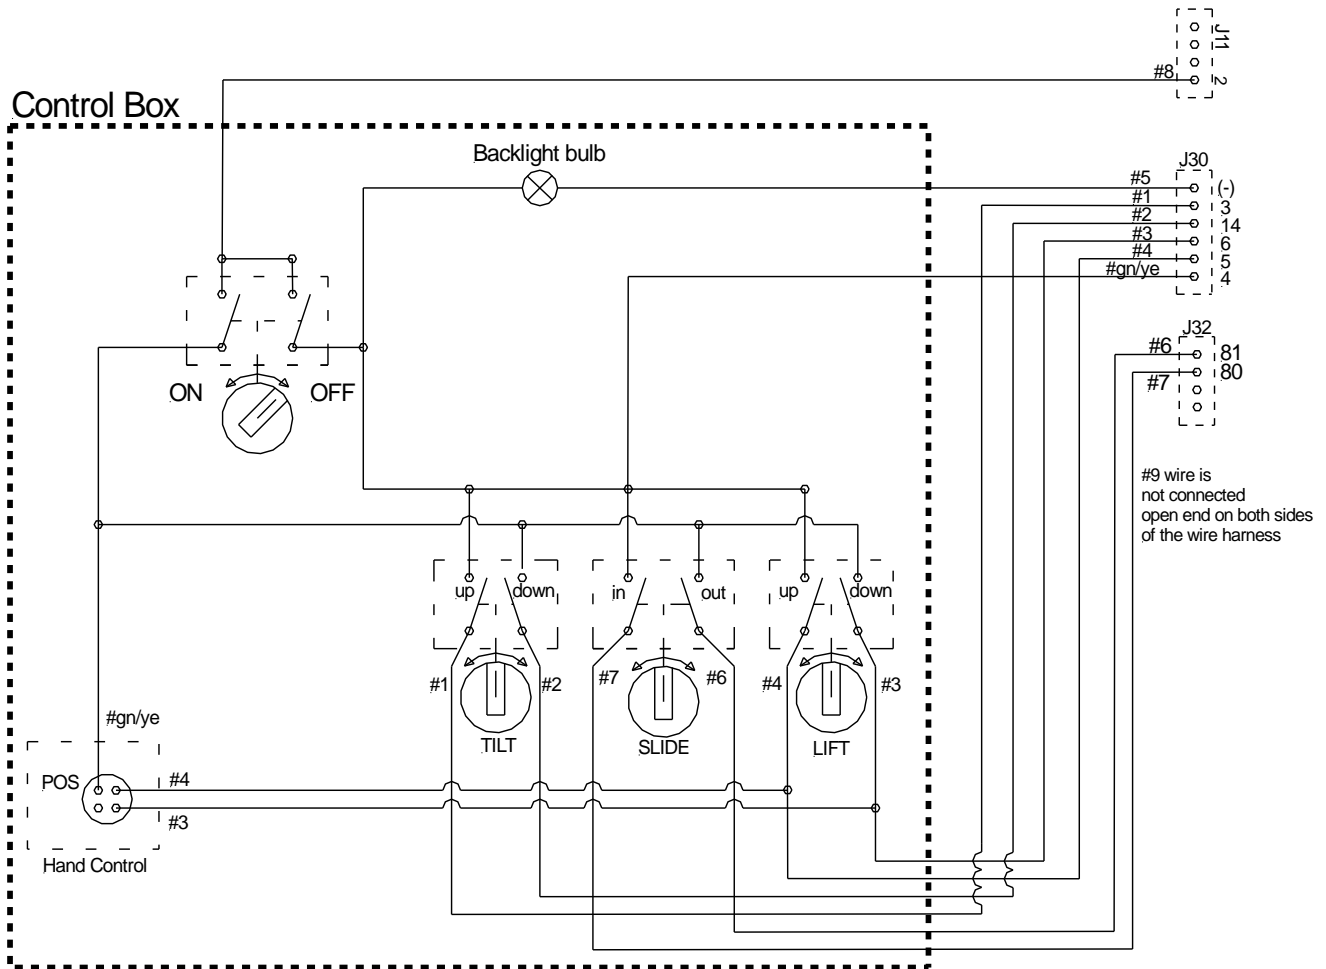 J11
#8
2
Control Box
Backlight bulb
J30
#5
(-)
#1
3
#2
14
#3
6
#4
5
#gn/ye
4
J32
#6
81
80
#7
ON
OFF
#9 wire is
not connected
open end on both sides
of the wire harness
up
down
in
out
up
down
#1
#2
#7
#6
#4
#3
TILT
SLIDE
LIFT
#gn/ye
POS
#4
#3
Hand Control